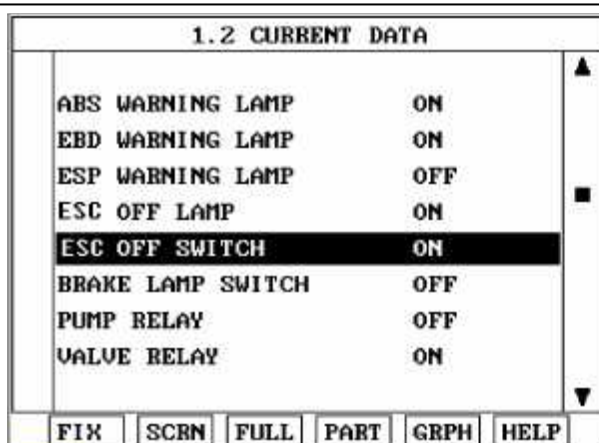 1.2 CURRENT DATA
ABS WARNING LAMP ON
EBD WARNING LAMP ON
ESP WARNING LAMP OFF
ESC OFF LAMP ON
ESC OFF SWITCH ON
BRAKE LAMP SWITCH OFF
PUMP RELAY OFF
VALVE RELAY ON
FIX SCRN FULL PART GRPH HELP